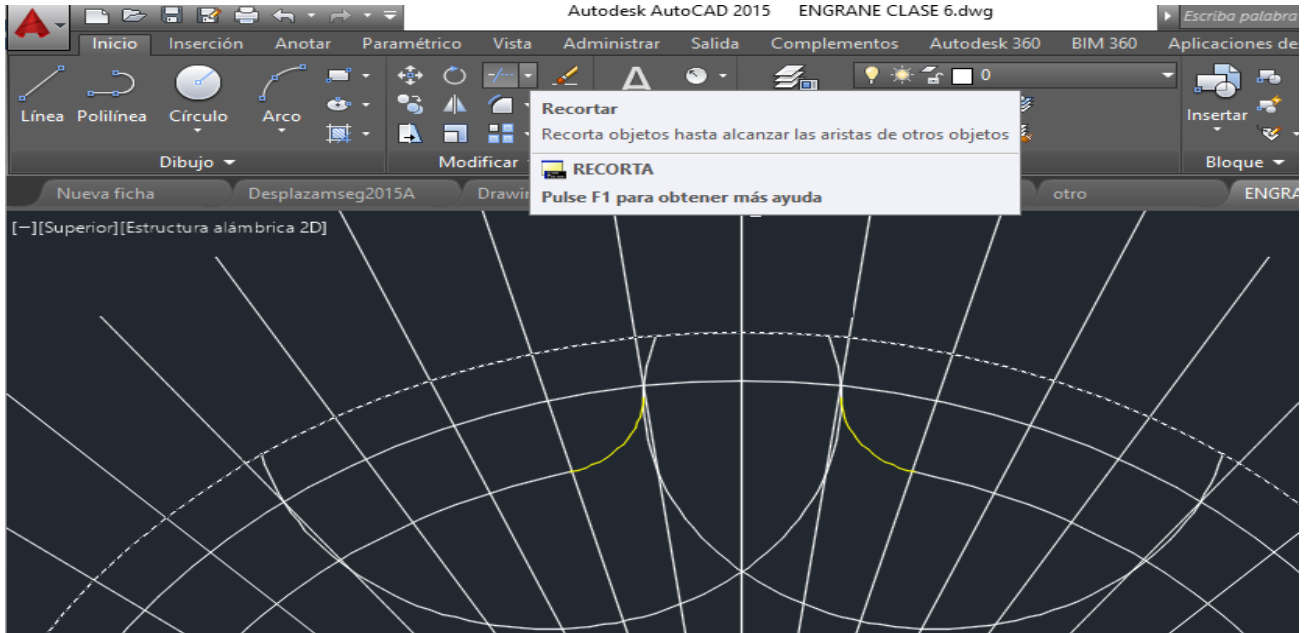 Autodesk AutoCAD 2015 ENGRANE CLASE 6.dwg
Escriba palabra
Inicio Inserción Anotar Paramétrico Vista Administrar Salida Complementos Autodesk 360 BIM 360 Aplicaciones de
Línea Polilínea Círculo Arco
A
0
Insertar
Recortar
Recorta objetos hasta alcanzar las aristas de otros objetos
RECORTA
Pulse F1 para obtener más ayuda
Dibujo Modificar Bloque
Nueva ficha Desplazamseg2015A otro
[−][Superior][Estructura alámbrica 2D]